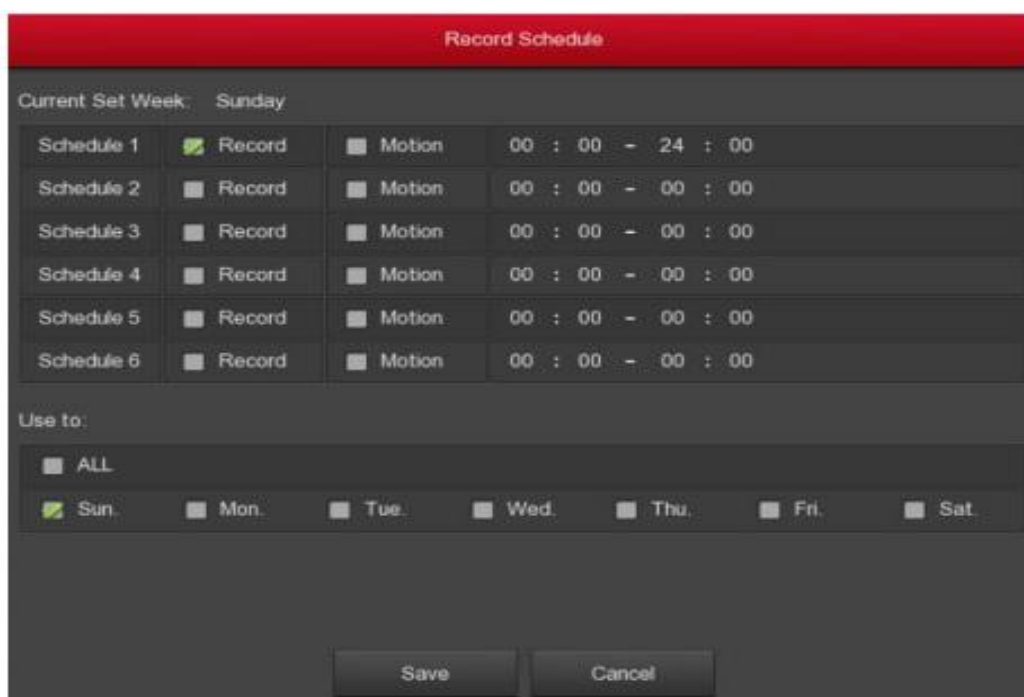 Record Schedule
Current Set Week: Sunday
Schedule 1 Record Motion 00 : 00 - 24 : 00
Schedule 2 Record Motion 00 : 00 - 00 : 00
Schedule 3 Record Motion 00 : 00 - 00 : 00
Schedule 4 Record Motion 00 : 00 - 00 : 00
Schedule 5 Record Motion 00 : 00 - 00 : 00
Schedule 6 Record Motion 00 : 00 - 00 : 00
Use to:
ALL
Sun. Mon. Tue. Wed. Thu. Fri. Sat.
Save Cancel